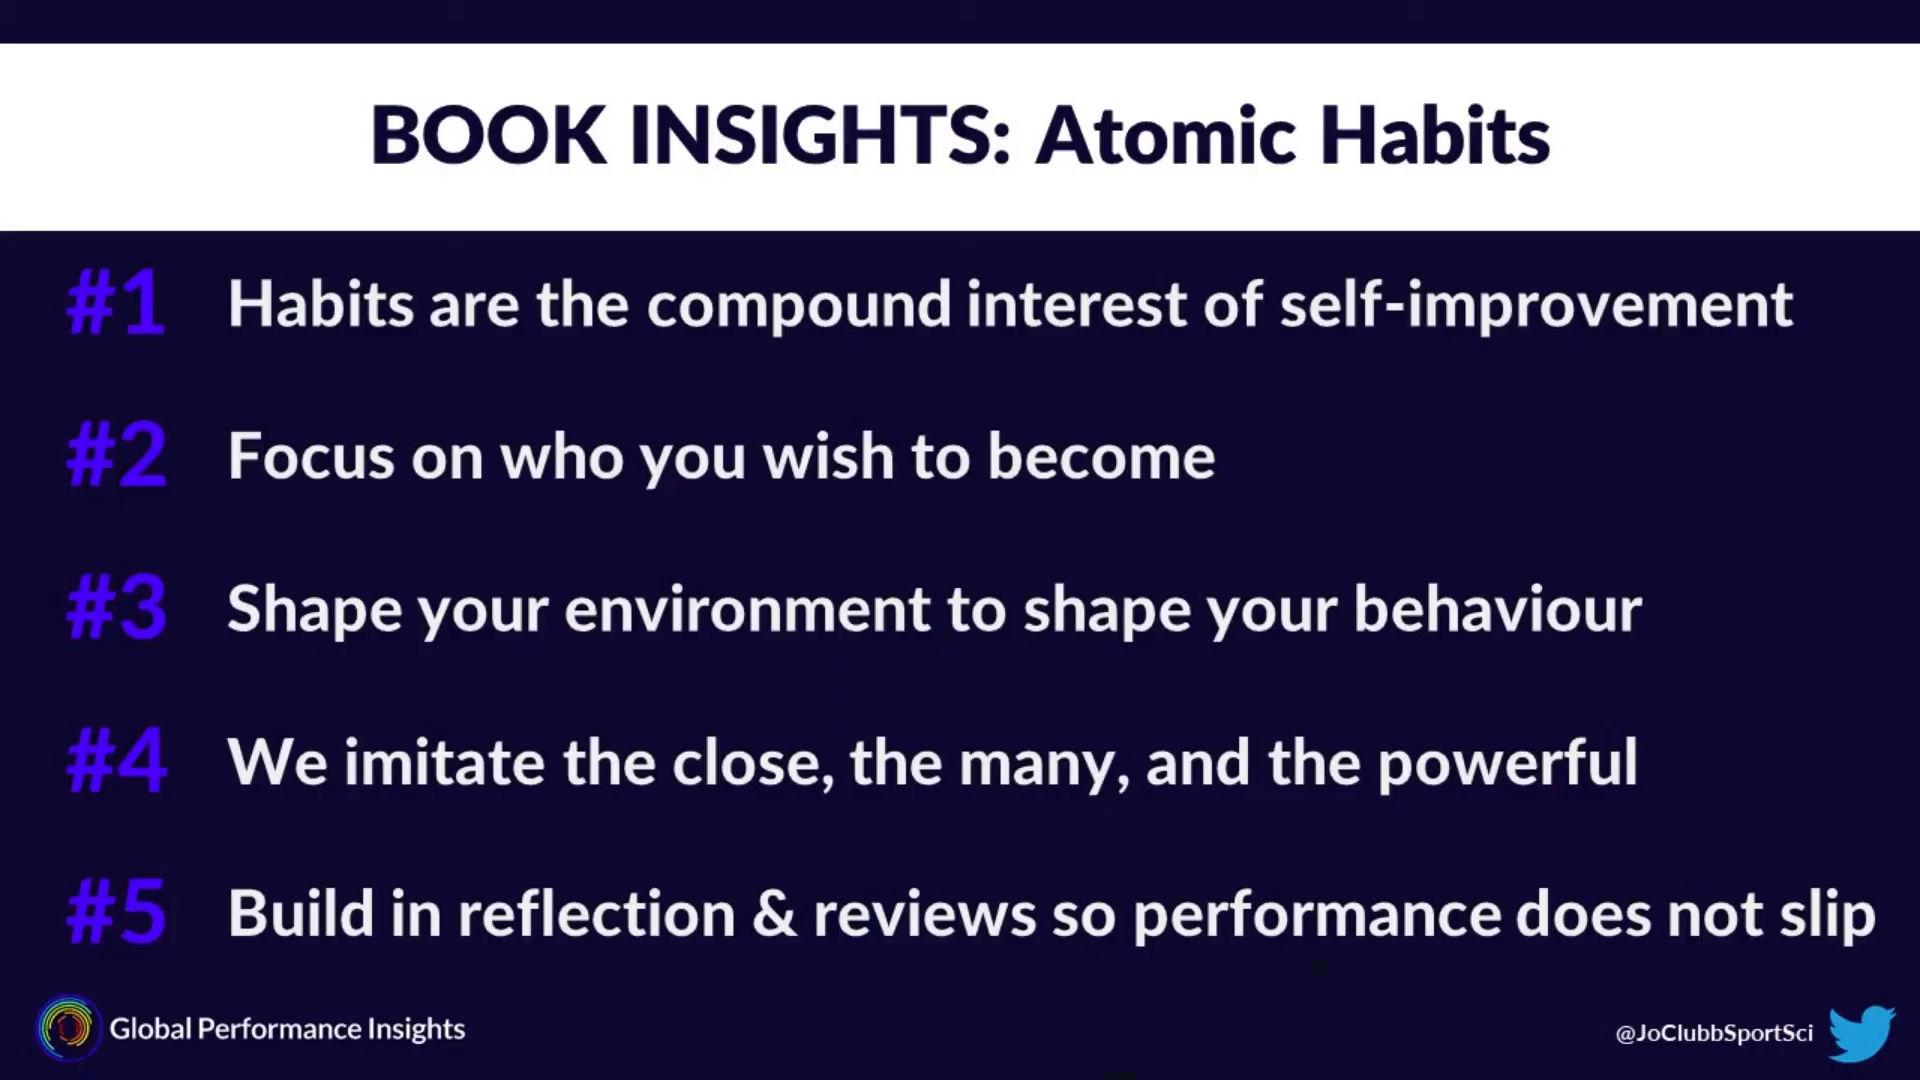 BOOK INSIGHTS: Atomic Habits
#1 Habits are the compound interest of self-improvement
#2 Focus on who you wish to become
#3 Shape your environment to shape your behaviour
#4 We imitate the close, the many, and the powerful
#5 Build in reflection & reviews so performance does not slip
Global Performance Insights
@JoClubbSportSci